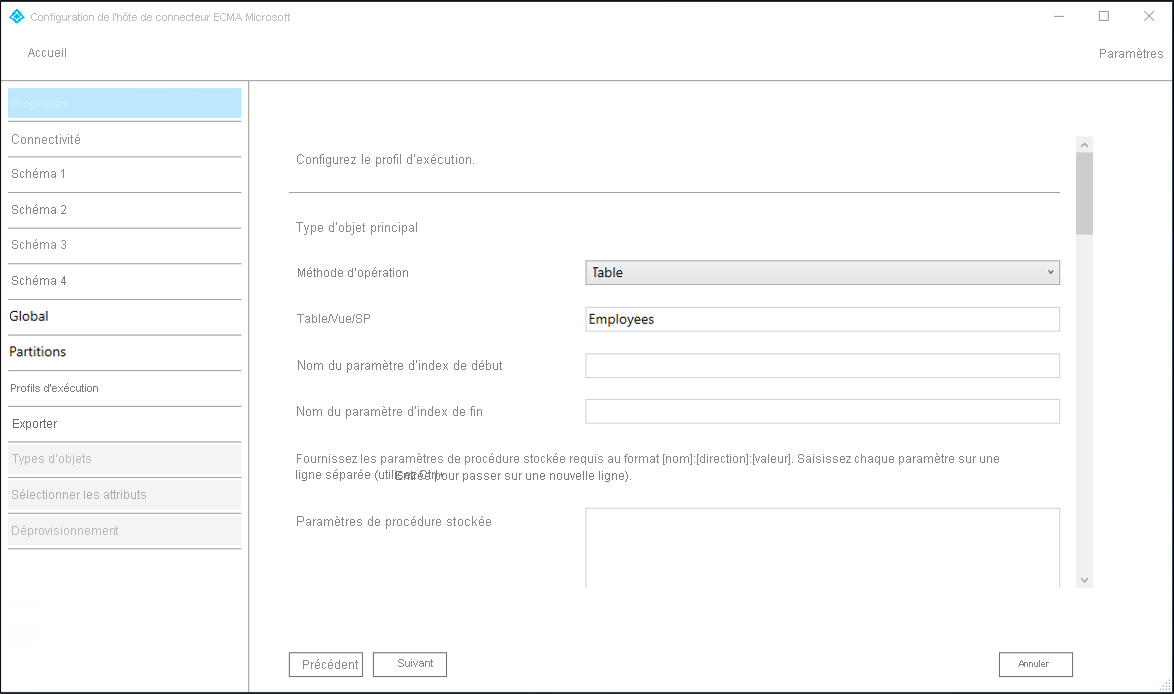 Configuration de l'hôte de connecteur ECMA Microsoft
Accueil
Paramètres
Propriétés
Connectivité
Schéma 1
Schéma 2
Schéma 3
Schéma 4
Global
Partitions
Profils d'exécution
Exporter
Types d'objets
Sélectionner les attributs
Déprovisionnement
Configurez le profil d'exécution.
Type d'objet principal
Méthode d'opération
Table
Table/Vue/SP
Employees
Nom du paramètre d'index de début
Nom du paramètre d'index de fin
Fournissez les paramètres de procédure stockée requis au format [nom]:[direction]:[valeur]. Saisissez chaque paramètre sur une
ligne séparée (utilisez Ctrl+
Entrée pour passer sur une nouvelle ligne).
Paramètres de procédure stockée
Précédent
Suivant
Annuler